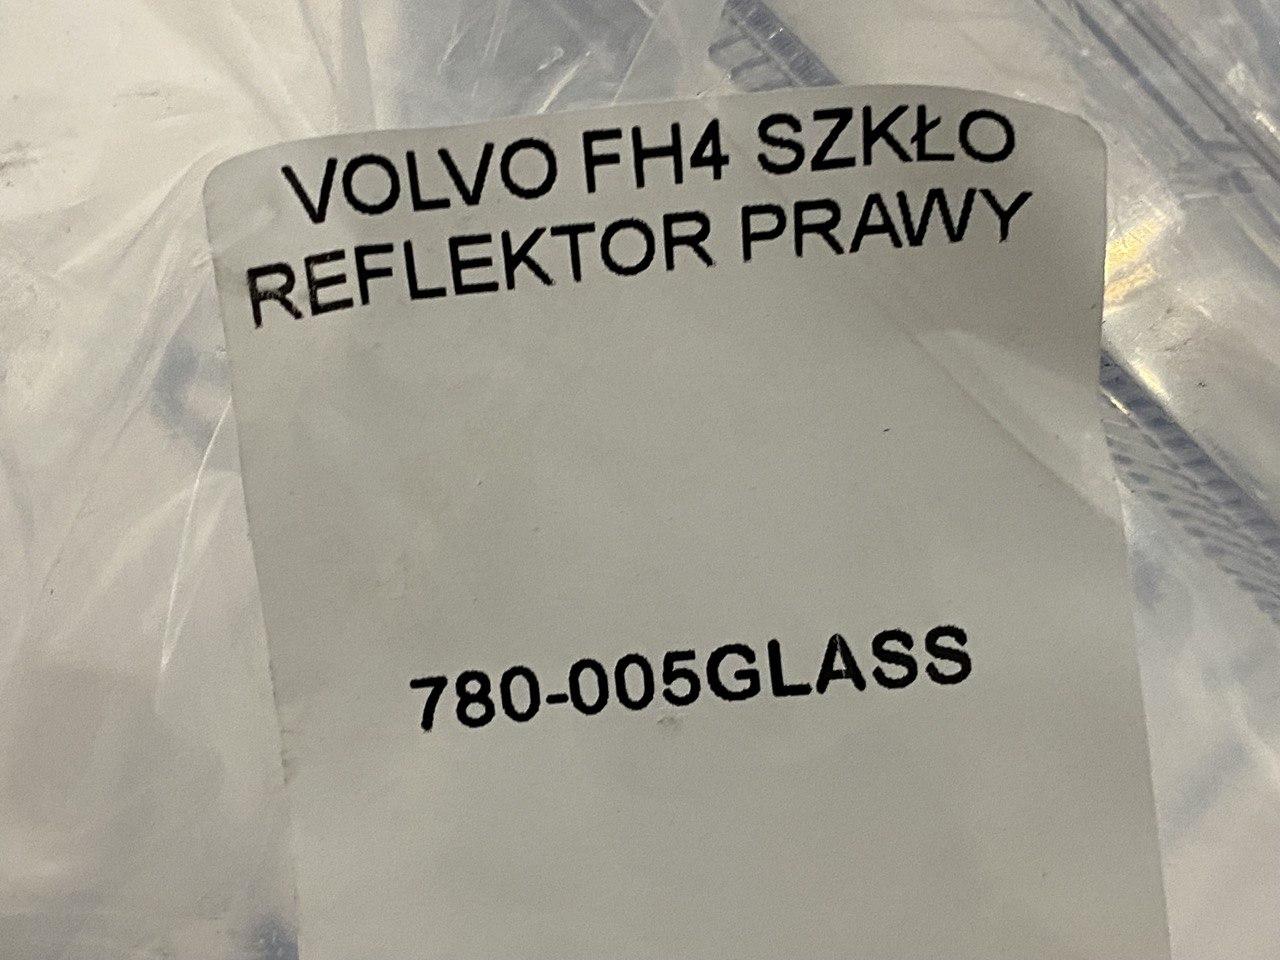 VOLVO FH4 SZKŁO
REFLEKTOR PRAWY
780-005GLASS